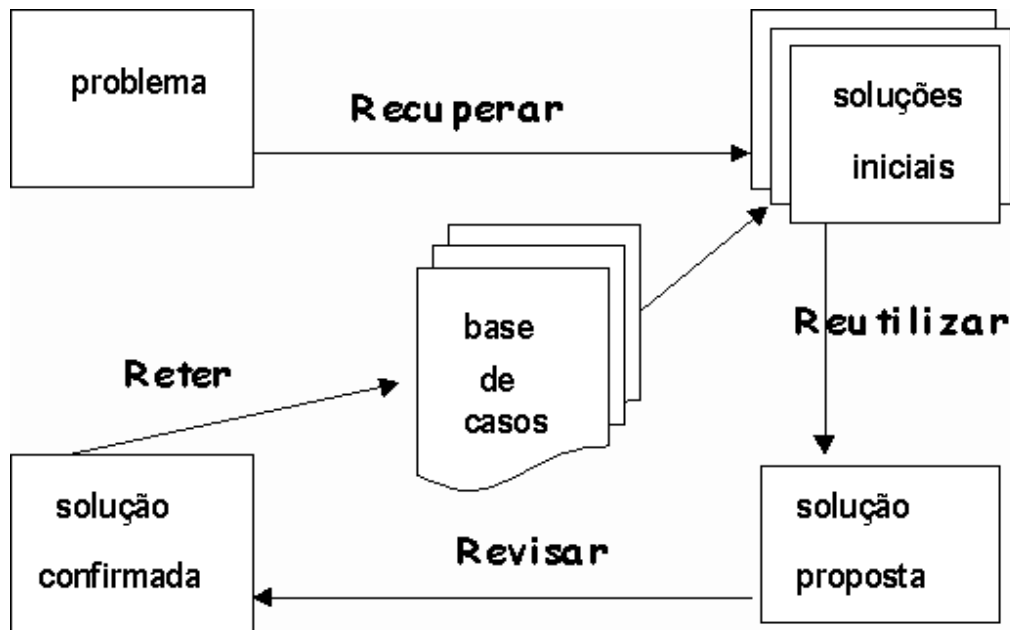 problema
Recuperar
soluções
iniciais
base
de
casos
Reutilizar
Reter
solução
confirmada
Revisar
solução
proposta